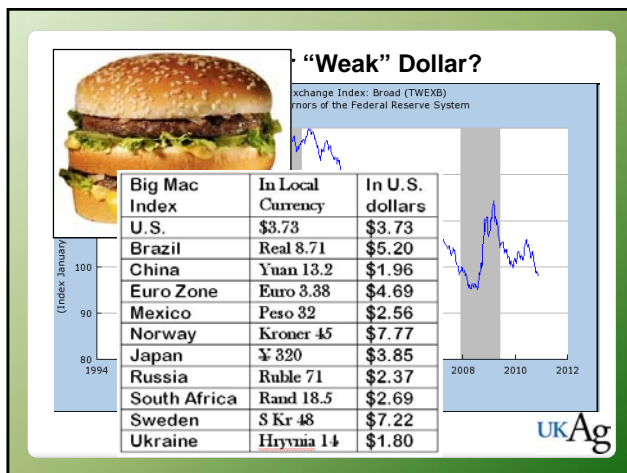 “Weak” Dollar?
xchange Index: Broad (TWEXB)
rnors of the Federal Reserve System
Big Mac Index In Local Currency In U.S. dollars
U.S. $3.73 $3.73
Brazil Real 8.71 $5.20
China Yuan 13.2 $1.96
Euro Zone Euro 3.38 $4.69
Mexico Peso 32 $2.56
Norway Kroner 45 $7.77
Japan ¥ 320 $3.85
Russia Ruble 71 $2.37
South Africa Rand 18.5 $2.69
Sweden S Kr 48 $7.22
Ukraine Hryvnia 14 $1.80
(Index January
100
90
80
1994
2008
2010
2012
UKAg